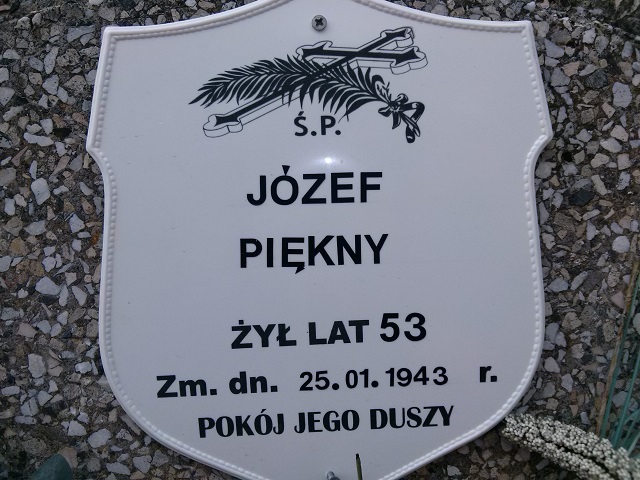 Ś.P.
JÓZEF
PIĘKNY
ŻYŁ LAT 53
Zm. dn. 25.01.1943 r.
POKÓJ JEGO DUSZY